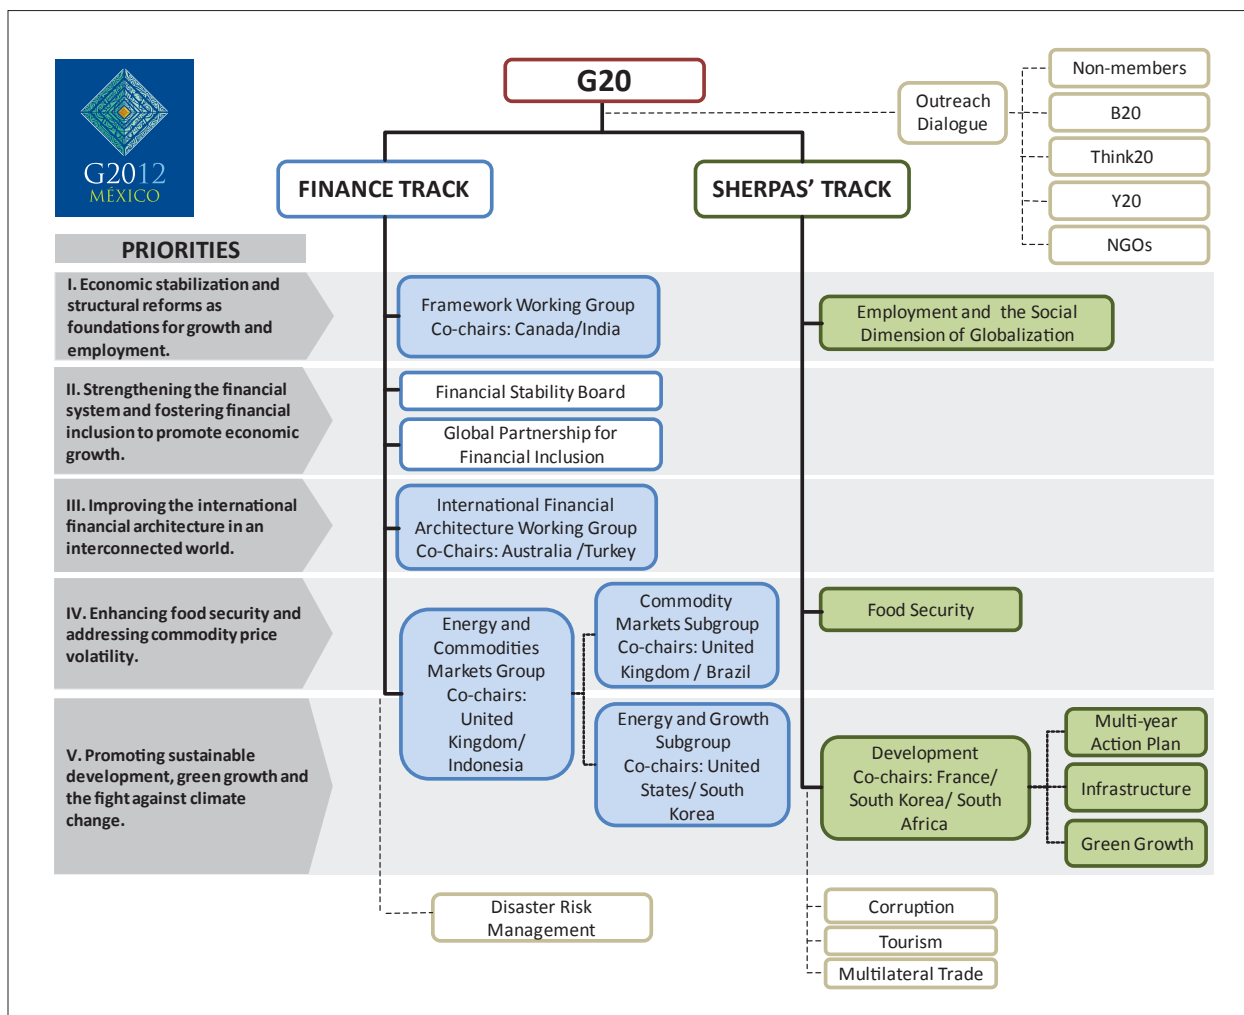 G2012
MÉXICO
G20
Outreach
Dialogue
Non-members
B20
Think20
Y20
NGOs
FINANCE TRACK
SHERPAS’ TRACK
PRIORITIES
I. Economic stabilization and
structural reforms as
foundations for growth and
employment.
Framework Working Group
Co-chairs: Canada/India
Employment and the Social
Dimension of Globalization
II. Strengthening the financial
system and fostering financial
inclusion to promote economic
growth.
Financial Stability Board
Global Partnership for
Financial Inclusion
III. Improving the international
financial architecture in an
interconnected world.
International Financial
Architecture Working Group
Co-Chairs: Australia /Turkey
IV. Enhancing food security and
addressing commodity price
volatility.
Energy and
Commodities
Markets Group
Co-chairs:
United
Kingdom/
Indonesia
Commodity
Markets Subgroup
Co-chairs: United
Kingdom / Brazil
Food Security
V. Promoting sustainable
development, green growth and
the fight against climate
change.
Energy and Growth
Subgroup
Co-chairs: United
States/ South
Korea
Development
Co-chairs: France/
South Korea/ South
Africa
Multi-year
Action Plan
Infrastructure
Green Growth
Disaster Risk
Management
Corruption
Tourism
Multilateral Trade